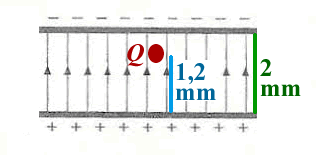 − − − − − − − − −
Q
1,2
mm
2
mm
+ + + + + + + + +